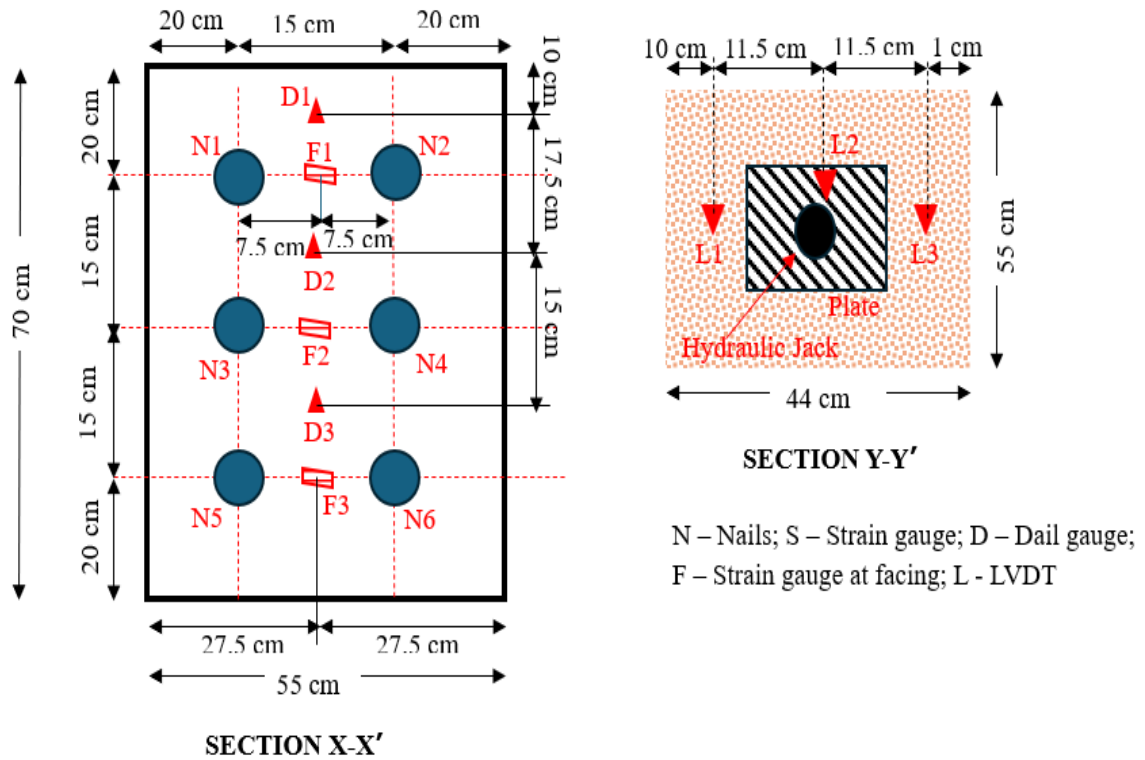 20 cm
15 cm
20 cm
10 cm
D1
20 cm
N1
F1
N2
17.5 cm
7.5 cm
7.5 cm
D2
15 cm
70 cm
15 cm
N3
F2
N4
D3
15 cm
N5
F3
N6
20 cm
27.5 cm
27.5 cm
55 cm
SECTION X-X′
10 cm
11.5 cm
11.5 cm
1 cm
L2
L1
L3
55 cm
Plate
Hydraulic Jack
44 cm
SECTION Y-Y′
N – Nails; S – Strain gauge; D – Dail gauge;
F – Strain gauge at facing; L - LVDT